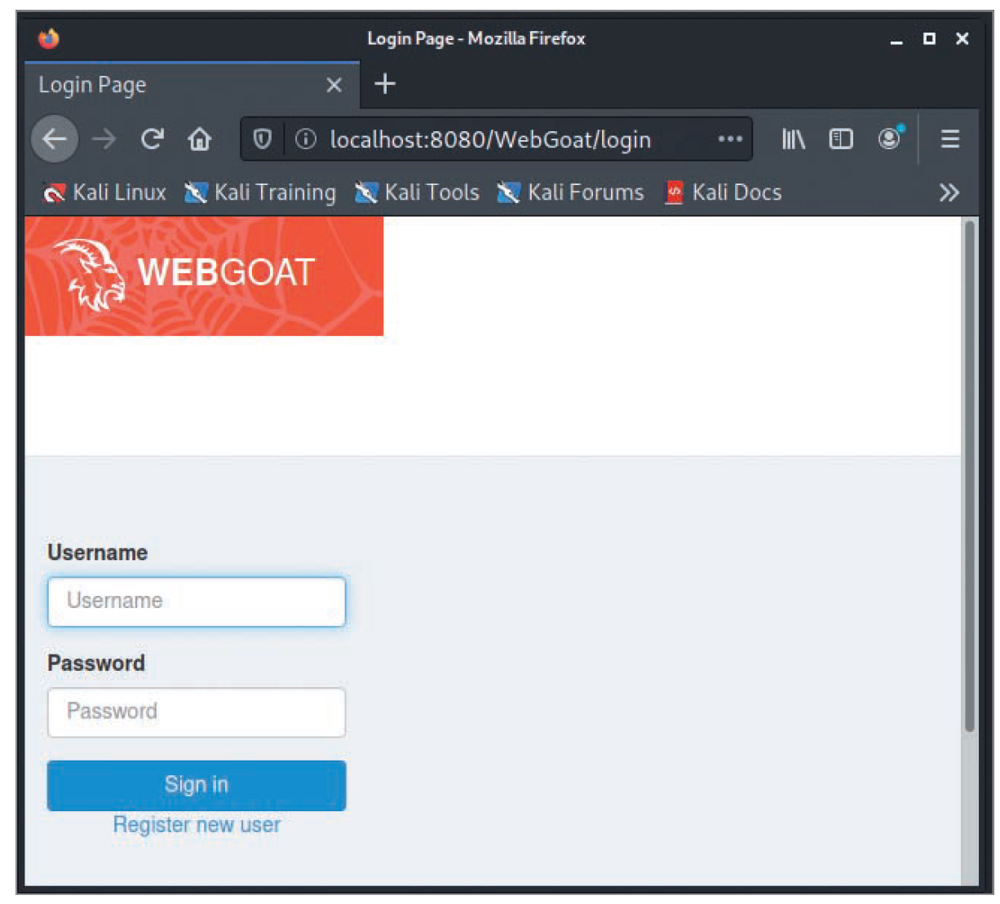 Login Page - Mozilla Firefox
Login Page
localhost:8080/WebGoat/login
Kali Linux Kali Training Kali Tools Kali Forums Kali Docs
WEBGOAT
Username
Username
Password
Password
Sign in
Register new user